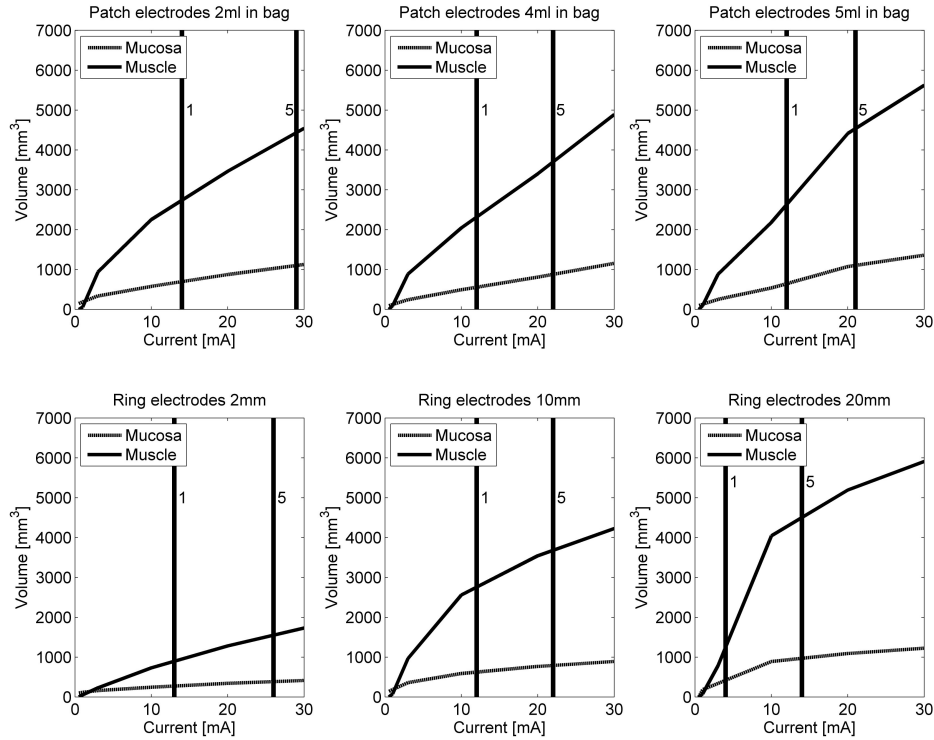 Patch electrodes 2ml in bag
7000
6000
5000
4000
3000
2000
1000
0
Volume [mm³]
Mucosa
Muscle
1
5
0 10 20 30
Current [mA]
Patch electrodes 4ml in bag
7000
6000
5000
4000
3000
2000
1000
0
Volume [mm³]
Mucosa
Muscle
1
5
0 10 20 30
Current [mA]
Patch electrodes 5ml in bag
7000
6000
5000
4000
3000
2000
1000
0
Volume [mm³]
Mucosa
Muscle
1
5
0 10 20 30
Current [mA]
Ring electrodes 2mm
7000
6000
5000
4000
3000
2000
1000
0
Volume [mm³]
Mucosa
Muscle
1
5
0 10 20 30
Current [mA]
Ring electrodes 10mm
7000
6000
5000
4000
3000
2000
1000
0
Volume [mm³]
Mucosa
Muscle
1
5
0 10 20 30
Current [mA]
Ring electrodes 20mm
7000
6000
5000
4000
3000
2000
1000
0
Volume [mm³]
Mucosa
Muscle
1
5
0 10 20 30
Current [mA]